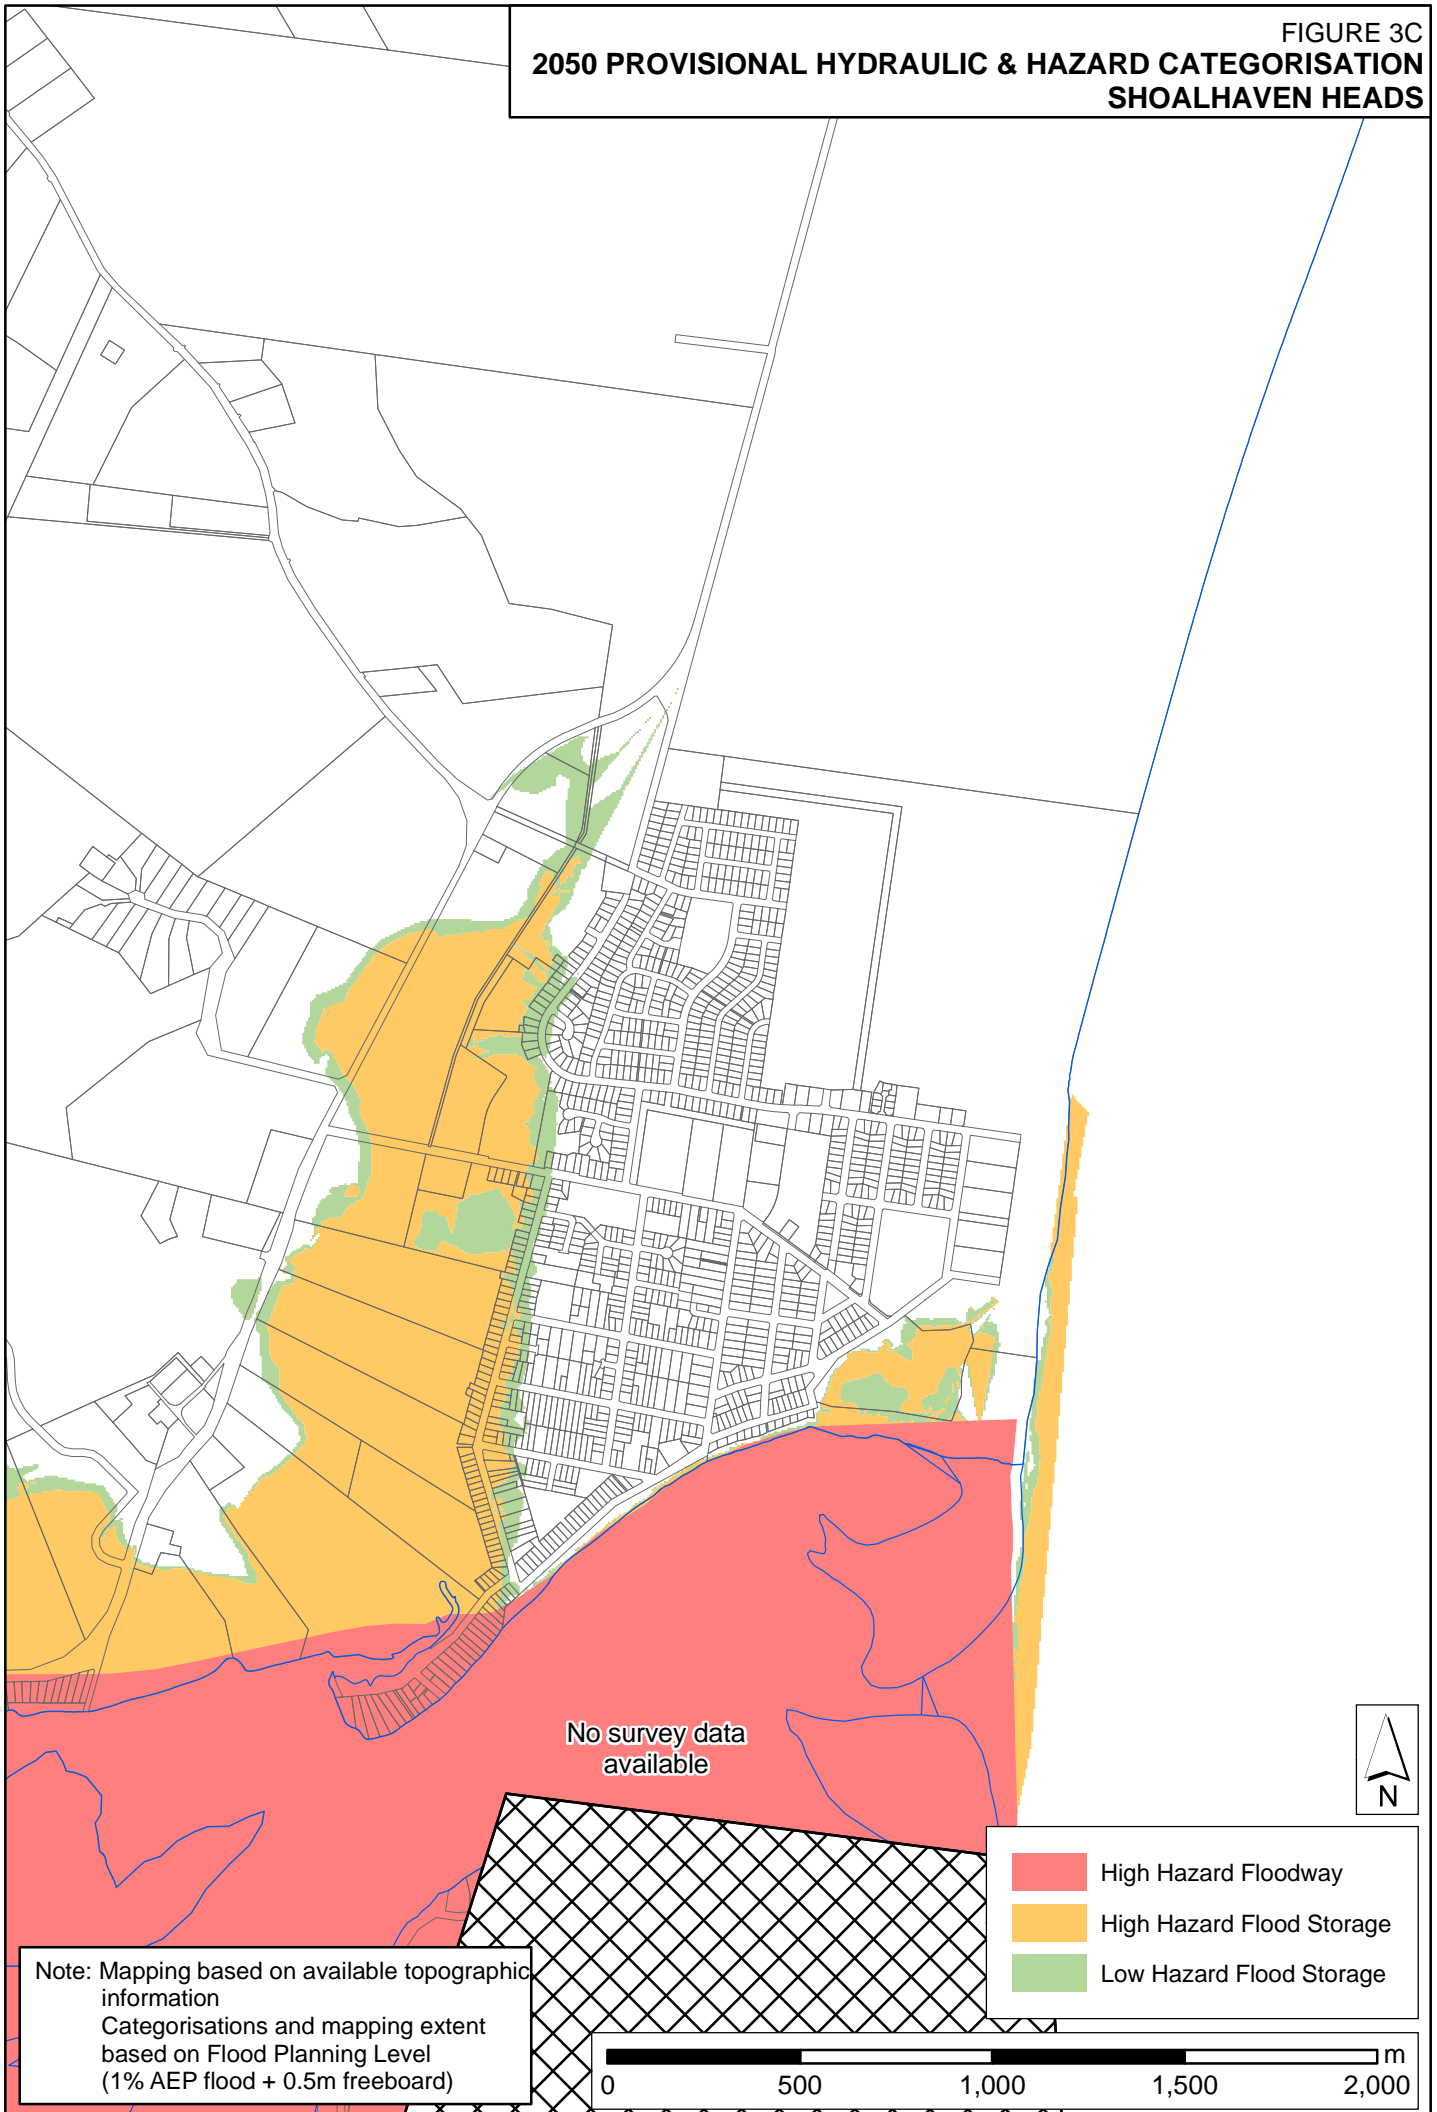 FIGURE 3C
2050 PROVISIONAL HYDRAULIC & HAZARD CATEGORISATION
SHOALHAVEN HEADS
No survey data
available
N
High Hazard Floodway
High Hazard Flood Storage
Low Hazard Flood Storage
Note: Mapping based on available topographic
information
Categorisations and mapping extent
based on Flood Planning Level
(1% AEP flood + 0.5m freeboard)
m
0 500 1,000 1,500 2,000